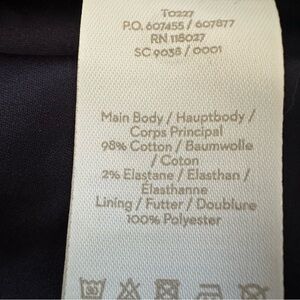 T0227
P.O. 607455 / 607877
RN 118027
SC 9038 / 0001
Main Body / Hauptbody /
Corps Principal
98% Cotton / Baumwolle
/ Coton
2% Elastane / Elasthan /
Élasthanne
Lining / Futter / Doublure
100% Polyester